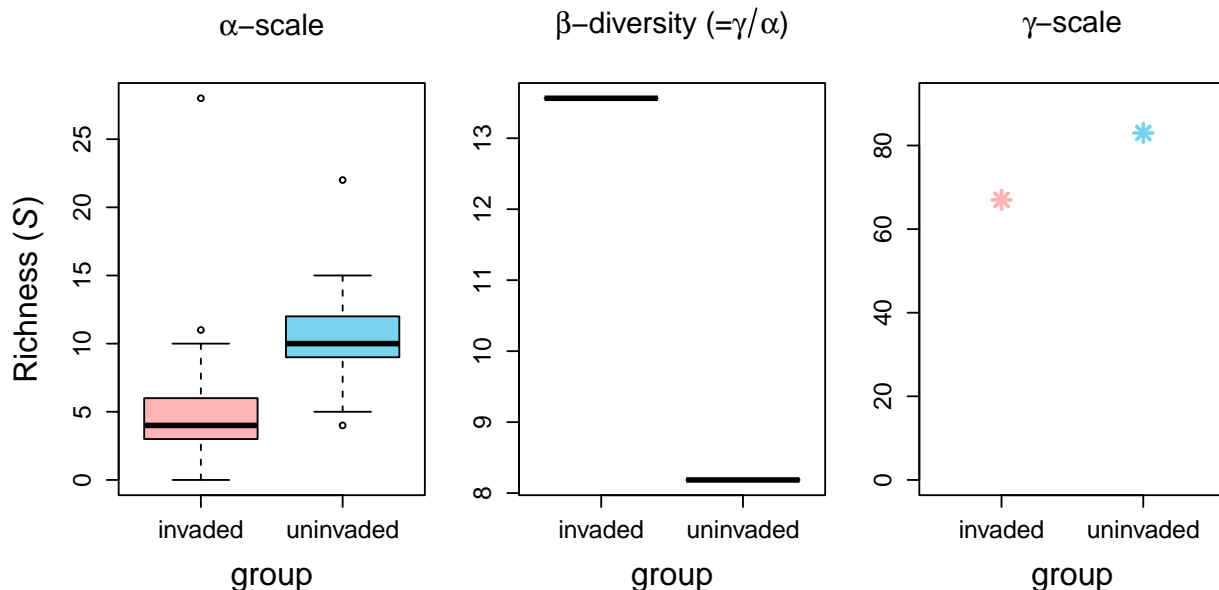 α−scale
β−diversity (=γ/α)
γ−scale
Richness (S)
0
5
10
15
20
25
invaded
uninvaded
group
8
9
10
11
12
13
invaded
uninvaded
group
0
20
40
60
80
invaded
uninvaded
group